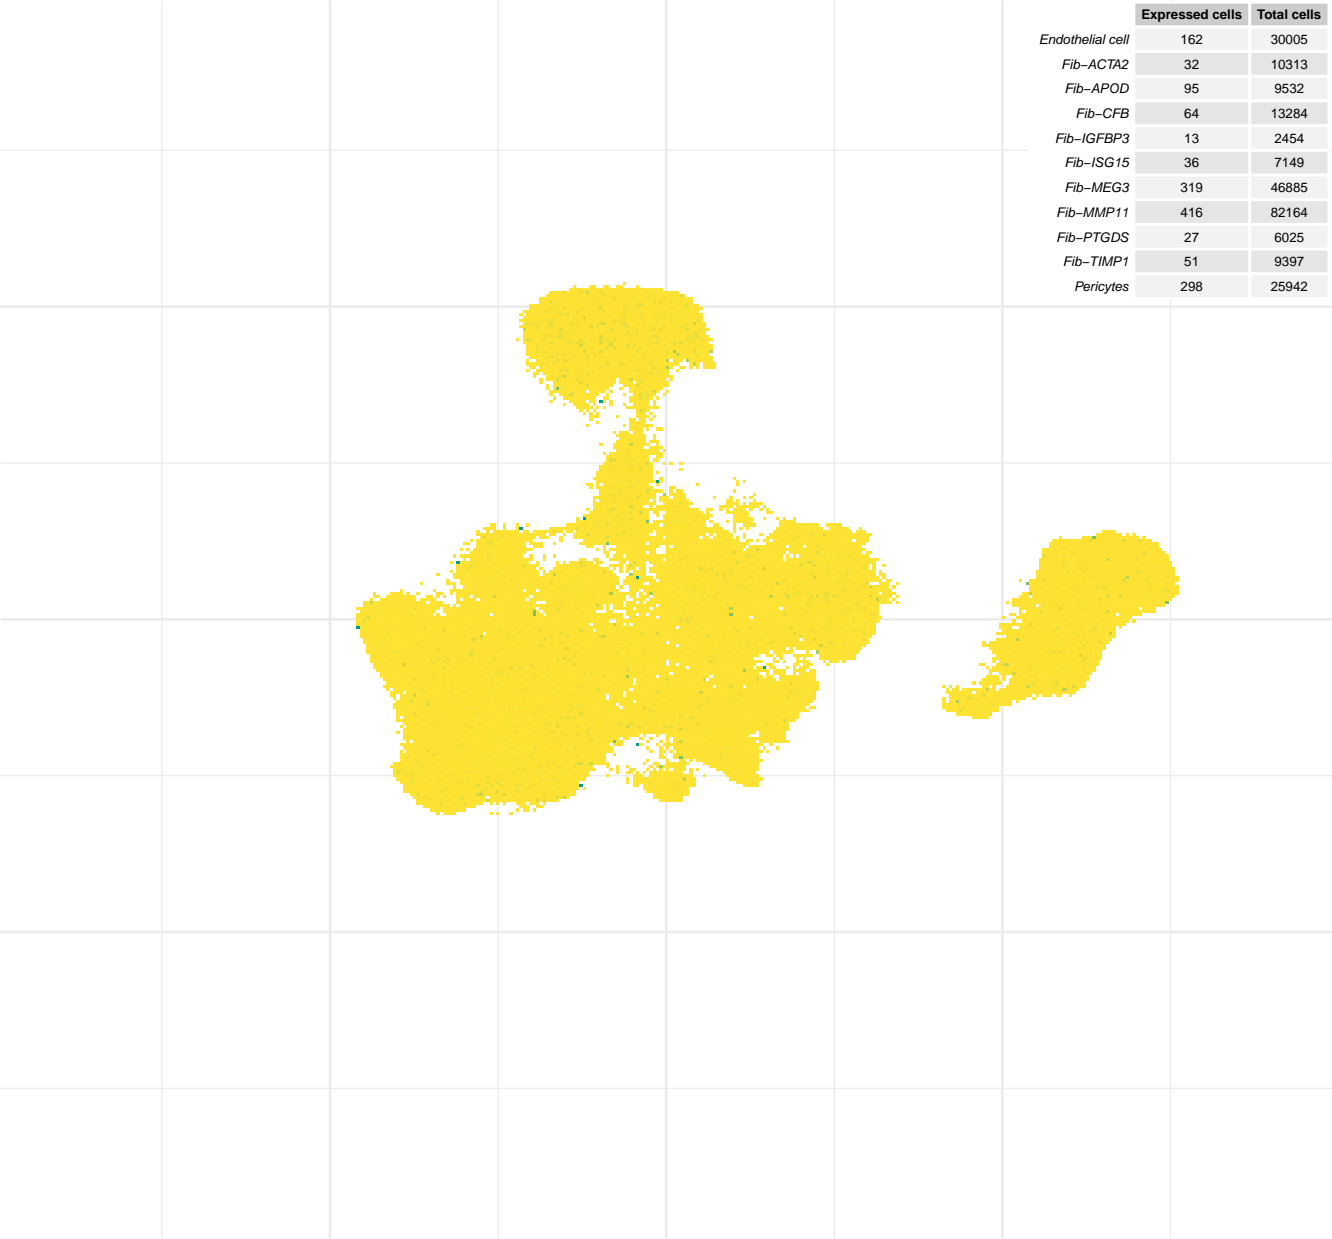 Expressed cells Total cells
Endothelial cell 162 30005
Fib−ACTA2 32 10313
Fib−APOD 95 9532
Fib−CFB 64 13284
Fib−IGFBP3 13 2454
Fib−ISG15 36 7149
Fib−MEG3 319 46885
Fib−MMP11 416 82164
Fib−PTGDS 27 6025
Fib−TIMP1 51 9397
Pericytes 298 25942